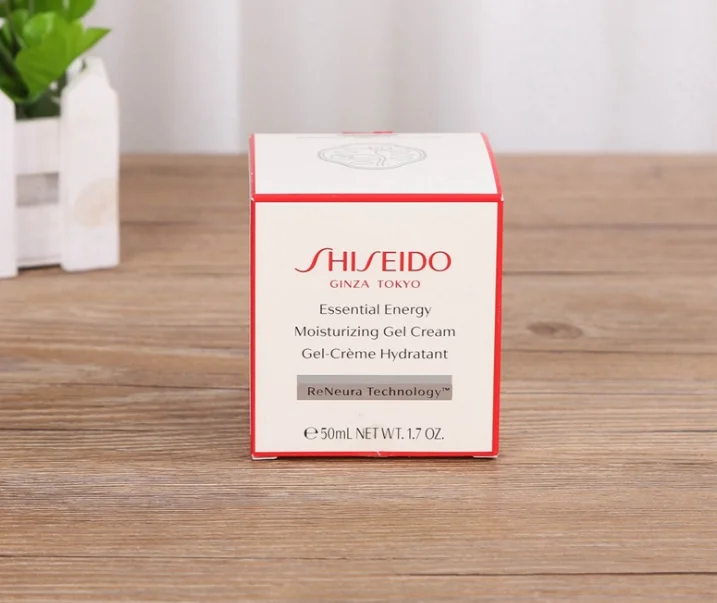 SHISEIDO
GINZA TOKYO
Essential Energy
Moisturizing Gel Cream
Gel-Crème Hydratant
ReNeura Technology™
℮ 50mL NET WT. 1.7 OZ.